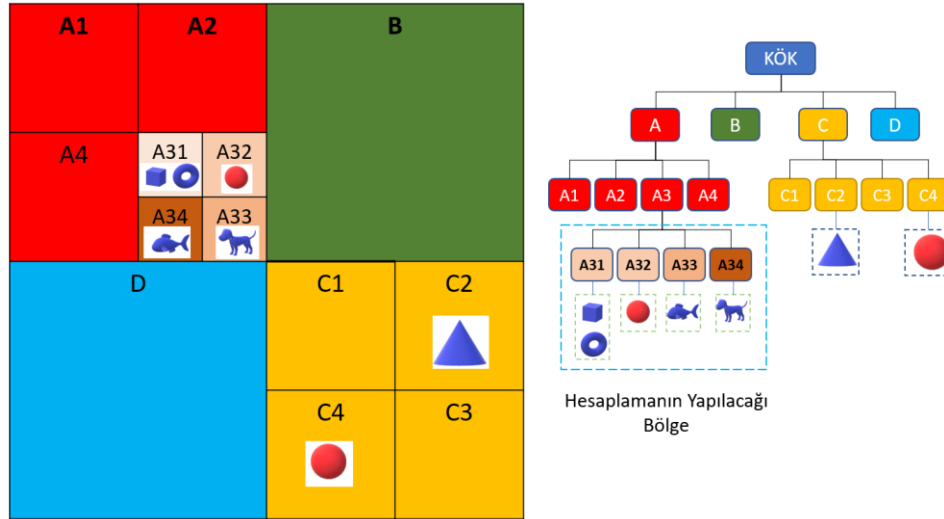 A1
A2
B
A4
A31
A32
A34
A33
D
C1
C2
C4
C3
KÖK
A
B
C
D
A1
A2
A3
A4
C1
C2
C3
C4
A31
A32
A33
A34
Hesaplamanın Yapılacağı
Bölge